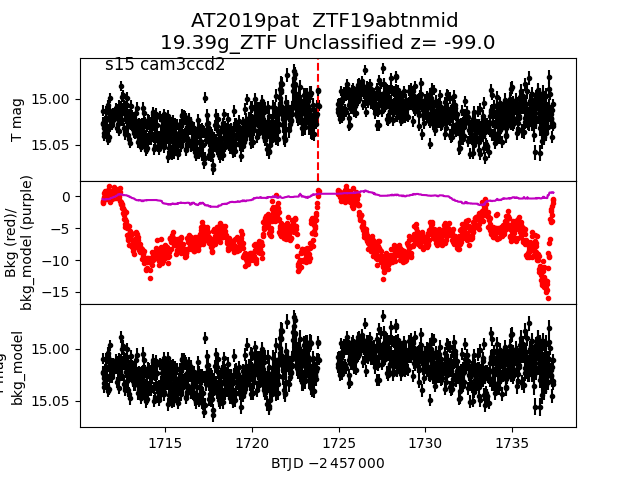 AT2019pat  ZTF19abtnmid
19.39g_ZTF Unclassified z= -99.0
s15 cam3ccd2
T mag
15.00
15.05
Bkg (red)/
bkg_model (purple)
0
−5
−10
−15
mag
bkg_model
15.00
15.05
1715 1720 1725 1730 1735
BTJD −2 457 000